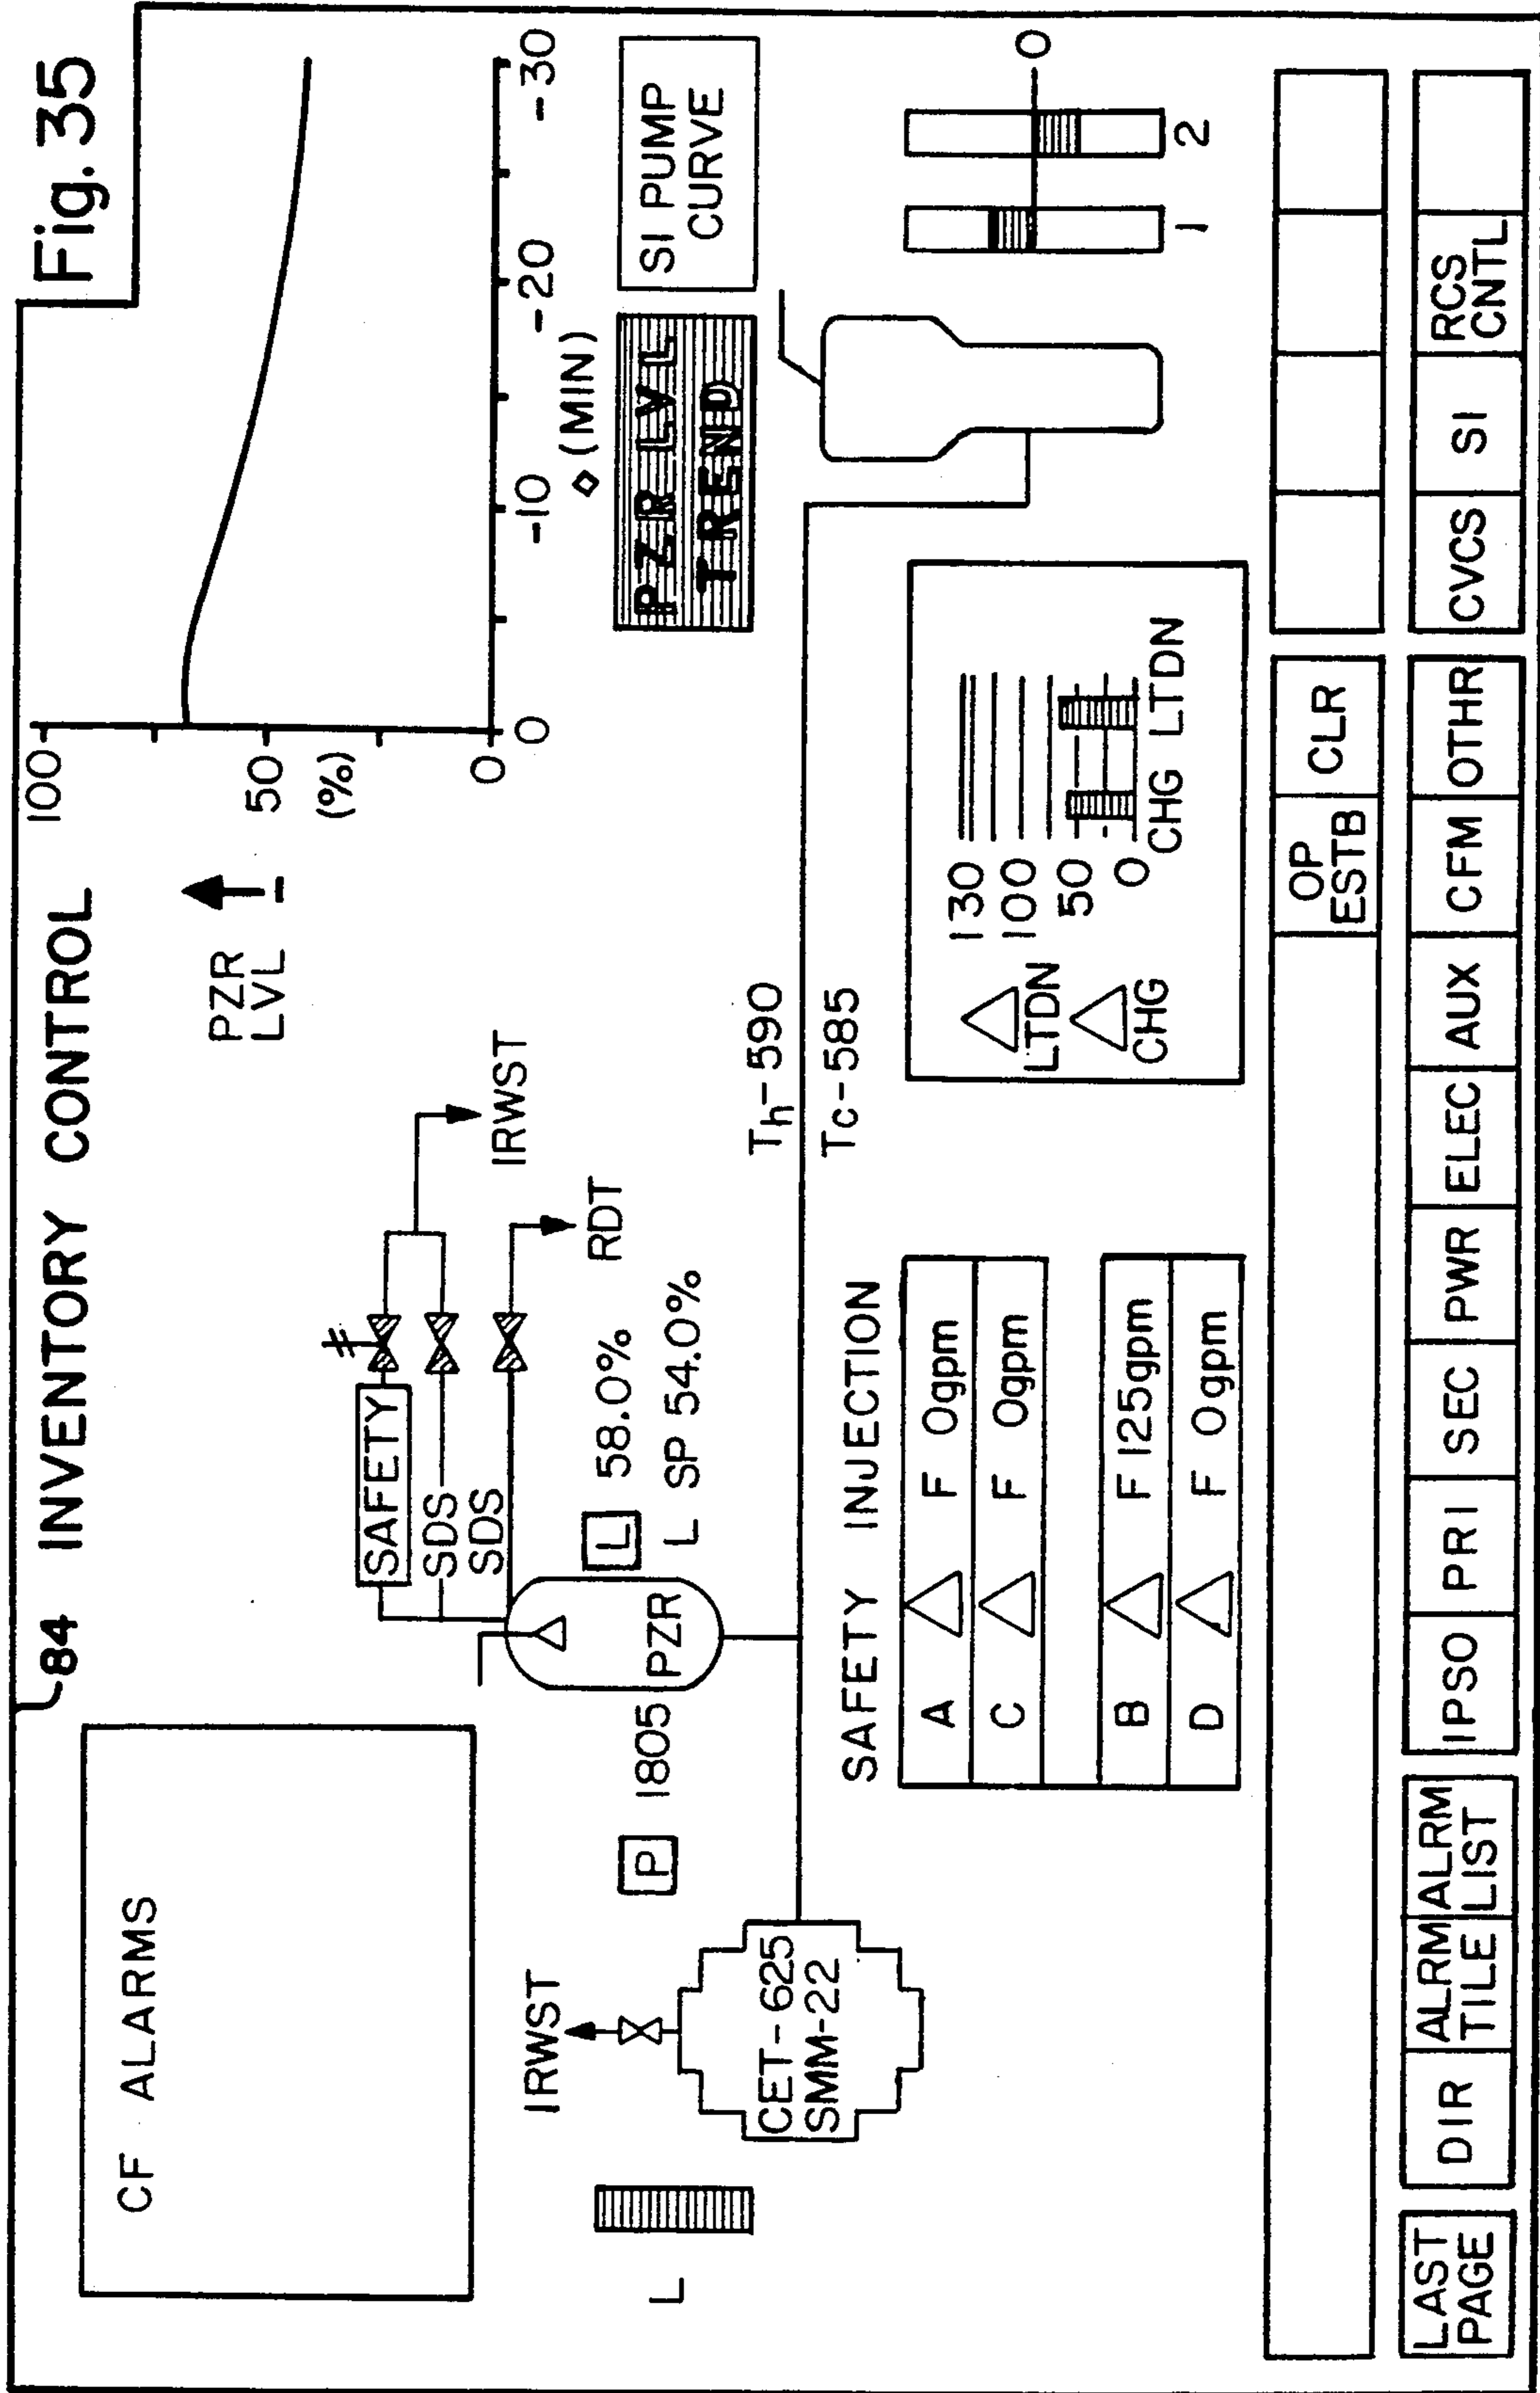 Fig. 35
84 INVENTORY CONTROL
CF ALARMS
SAFETY
SDS
SDS
IRWST
RDT
PZR
LVL
100
50
(%)
0
0
-10
-20
-30
(MIN)
PZR LVL
TREND
SI PUMP
CURVE
IRWST
L
P 1805
PZR
L 58.0%
L SP 54.0%
CET-625
SMM-22
Th-590
Tc-585
SAFETY INJECTION
A F 0gpm
C F 0gpm
B F 125gpm
D F 0gpm
LTDN
CHG
130
100
50
0
CHG LTDN
0
1 2
OP
ESTB
CLR
LAST
PAGE
DIR
ALRM
TILE
ALRM
LIST
IPSO
PRI
SEC
PWR
ELEC
AUX
CFM
OTHR
CVCS
SI
RCS
CNTL